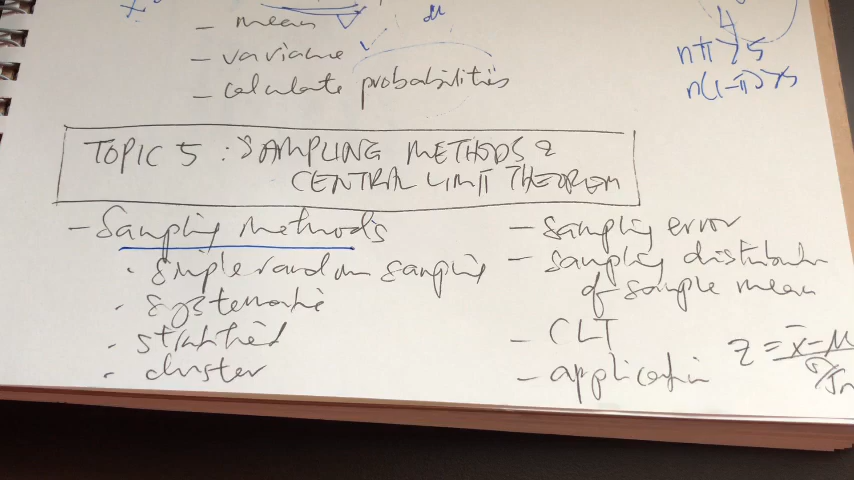 x
- mean
- variance
- calculate probabilities
nπ > 5
n(1-π) > 5
TOPIC 5 : SAMPLING METHODS &
CENTRAL LIMIT THEOREM
- Sampling methods
· simple random sampling
· systematic
· stratified
· cluster
- sampling error
- sampling distribution
of sample mean
- CLT
- application
z = x̄-μ
σ/√n